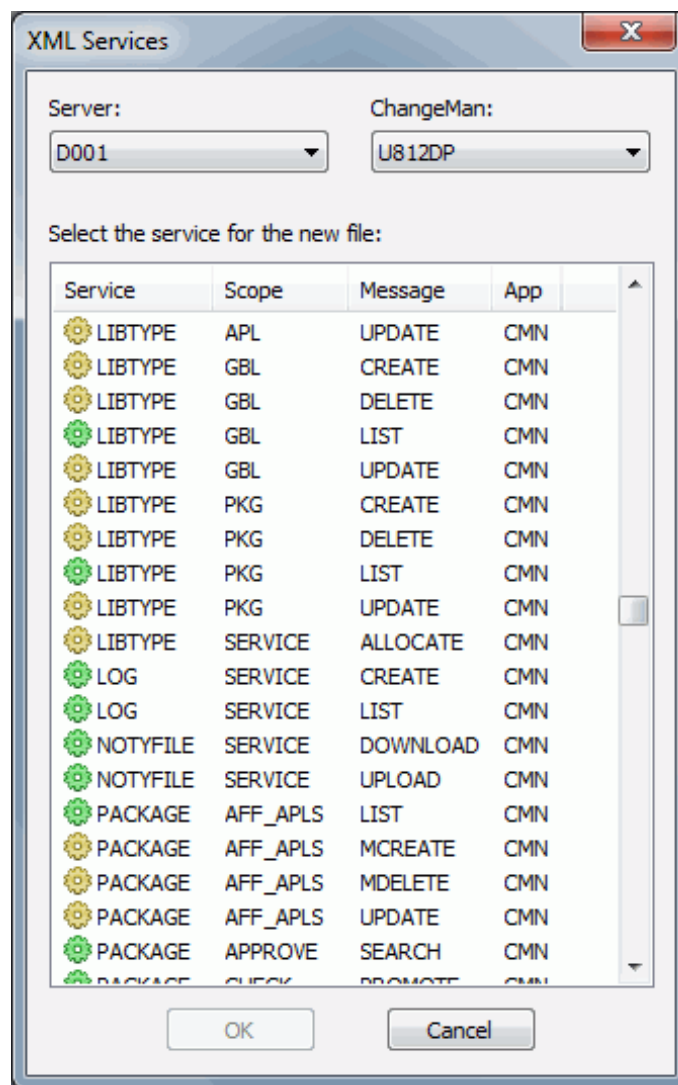 XML Services
Server: ChangeMan:
D001 U812DP
Select the service for the new file:
Service Scope Message App
LIBTYPE APL UPDATE CMN
LIBTYPE GBL CREATE CMN
LIBTYPE GBL DELETE CMN
LIBTYPE GBL LIST CMN
LIBTYPE GBL UPDATE CMN
LIBTYPE PKG CREATE CMN
LIBTYPE PKG DELETE CMN
LIBTYPE PKG LIST CMN
LIBTYPE PKG UPDATE CMN
LIBTYPE SERVICE ALLOCATE CMN
LOG SERVICE CREATE CMN
LOG SERVICE LIST CMN
NOTYFILE SERVICE DOWNLOAD CMN
NOTYFILE SERVICE UPLOAD CMN
PACKAGE AFF_APLS LIST CMN
PACKAGE AFF_APLS MCREATE CMN
PACKAGE AFF_APLS MDELETE CMN
PACKAGE AFF_APLS UPDATE CMN
PACKAGE APPROVE SEARCH CMN
PACKAGE CHECK PROMOTE CMN
OK Cancel